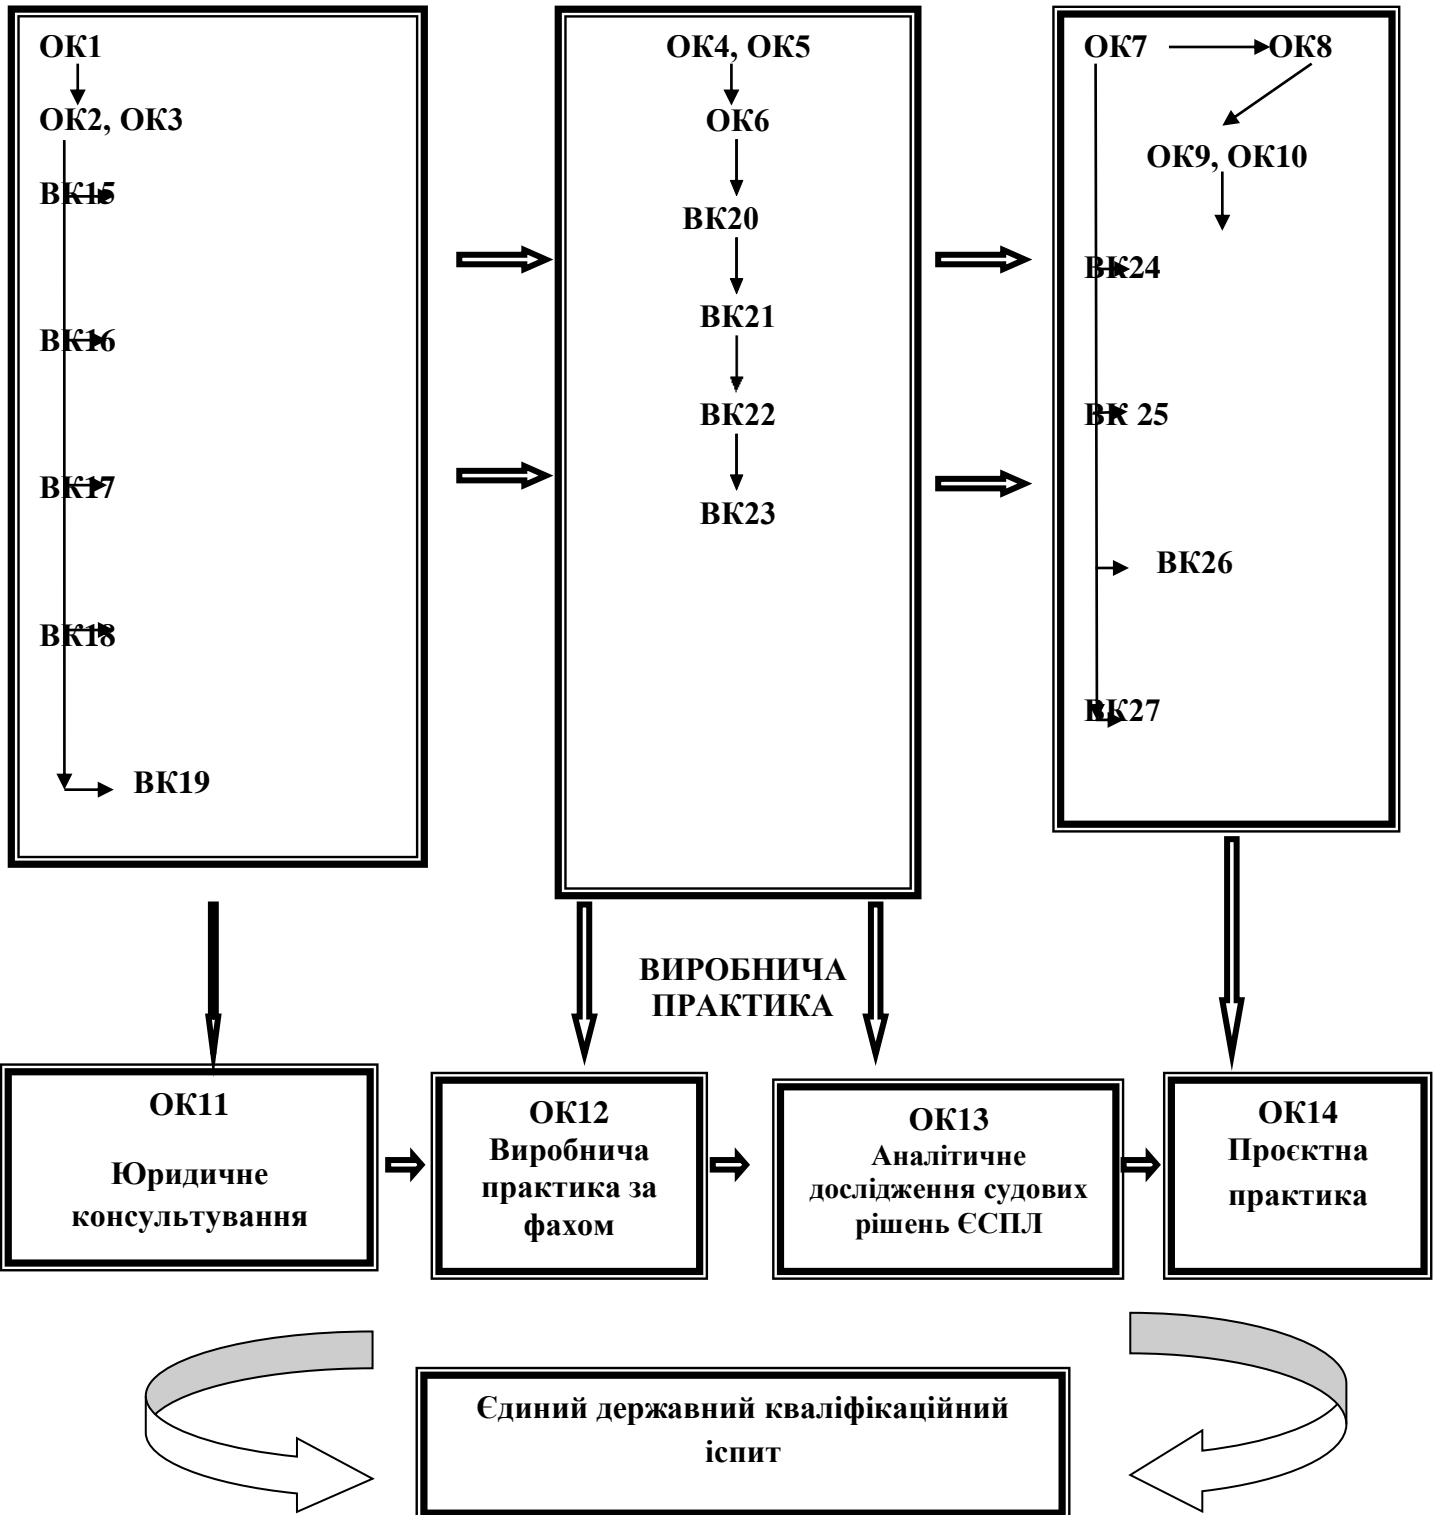 ОК1
ОК2, ОК3
ВК15
ВК16
ВК17
ВК18
ВК19
ОК4, ОК5
ОК6
ВК20
ВК21
ВК22
ВК23
ОК7 ОК8
ОК9, ОК10
ВК24
ВК 25
ВК26
ВК27
ВИРОБНИЧА
ПРАКТИКА
ОК11
Юридичне
консультування
ОК12
Виробнича
практика за
фахом
ОК13
Аналітичне
дослідження судових
рішень ЄСПЛ
ОК14
Проєктна
практика
Єдиний державний кваліфікаційний
іспит